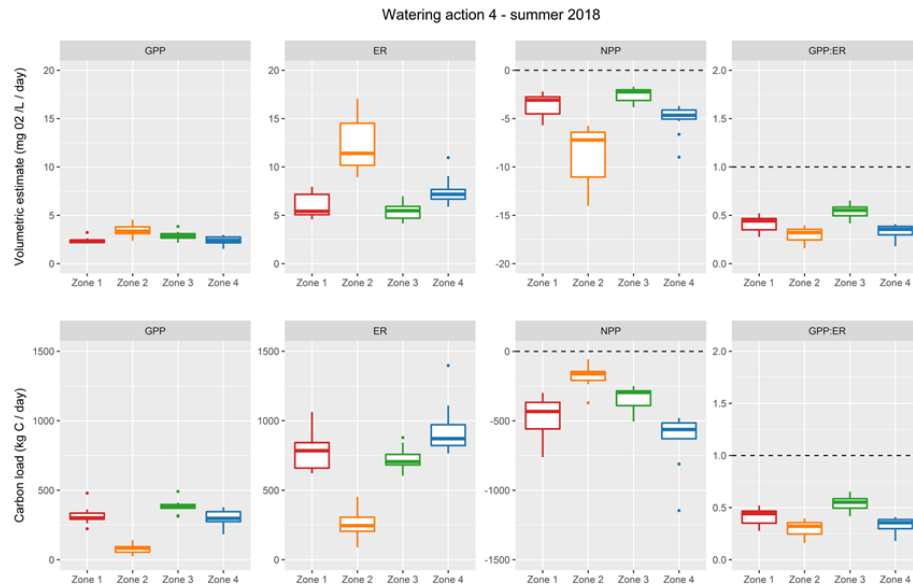 Watering action 4 - summer 2018
GPP ER NPP GPP:ER
Volumetric estimate (mg 02 /L / day)
20 20 0 2.0
15 15 -5 1.5
10 10 -10 1.0
5 5 -15 0.5
0 0 -20 0.0
Zone 1 Zone 2 Zone 3 Zone 4 Zone 1 Zone 2 Zone 3 Zone 4 Zone 1 Zone 2 Zone 3 Zone 4 Zone 1 Zone 2 Zone 3 Zone 4
GPP ER NPP GPP:ER
Carbon load (kg C / day)
1500 1500 0 2.0
1.5
1000 1000 -500
1.0
500 500 -1000
0.5
0 0 -1500 0.0
Zone 1 Zone 2 Zone 3 Zone 4 Zone 1 Zone 2 Zone 3 Zone 4 Zone 1 Zone 2 Zone 3 Zone 4 Zone 1 Zone 2 Zone 3 Zone 4